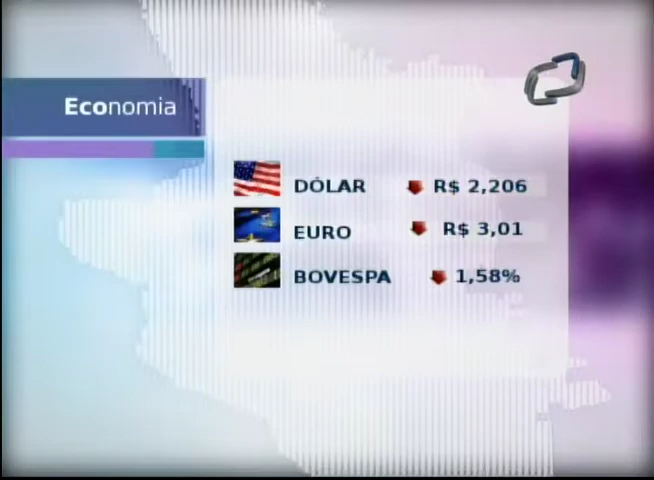 Economia
DÓLAR R$ 2,206
EURO R$ 3,01
BOVESPA 1,58%